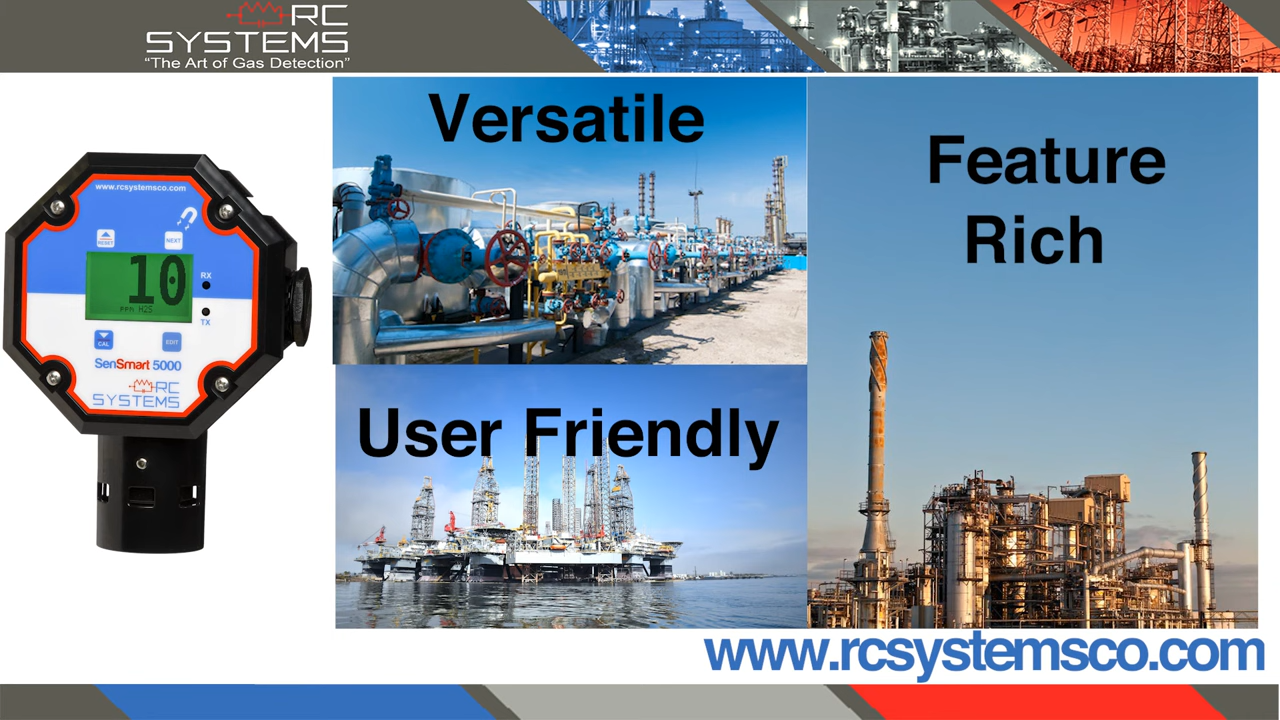 RC
SYSTEMS
“The Art of Gas Detection”
www.rcsystemsco.com
RESET
NEXT
10
PPM H2S
RX
TX
CAL
EDIT
SenSmart 5000
RC
SYSTEMS
Versatile
User Friendly
Feature
Rich
www.rcsystemsco.com